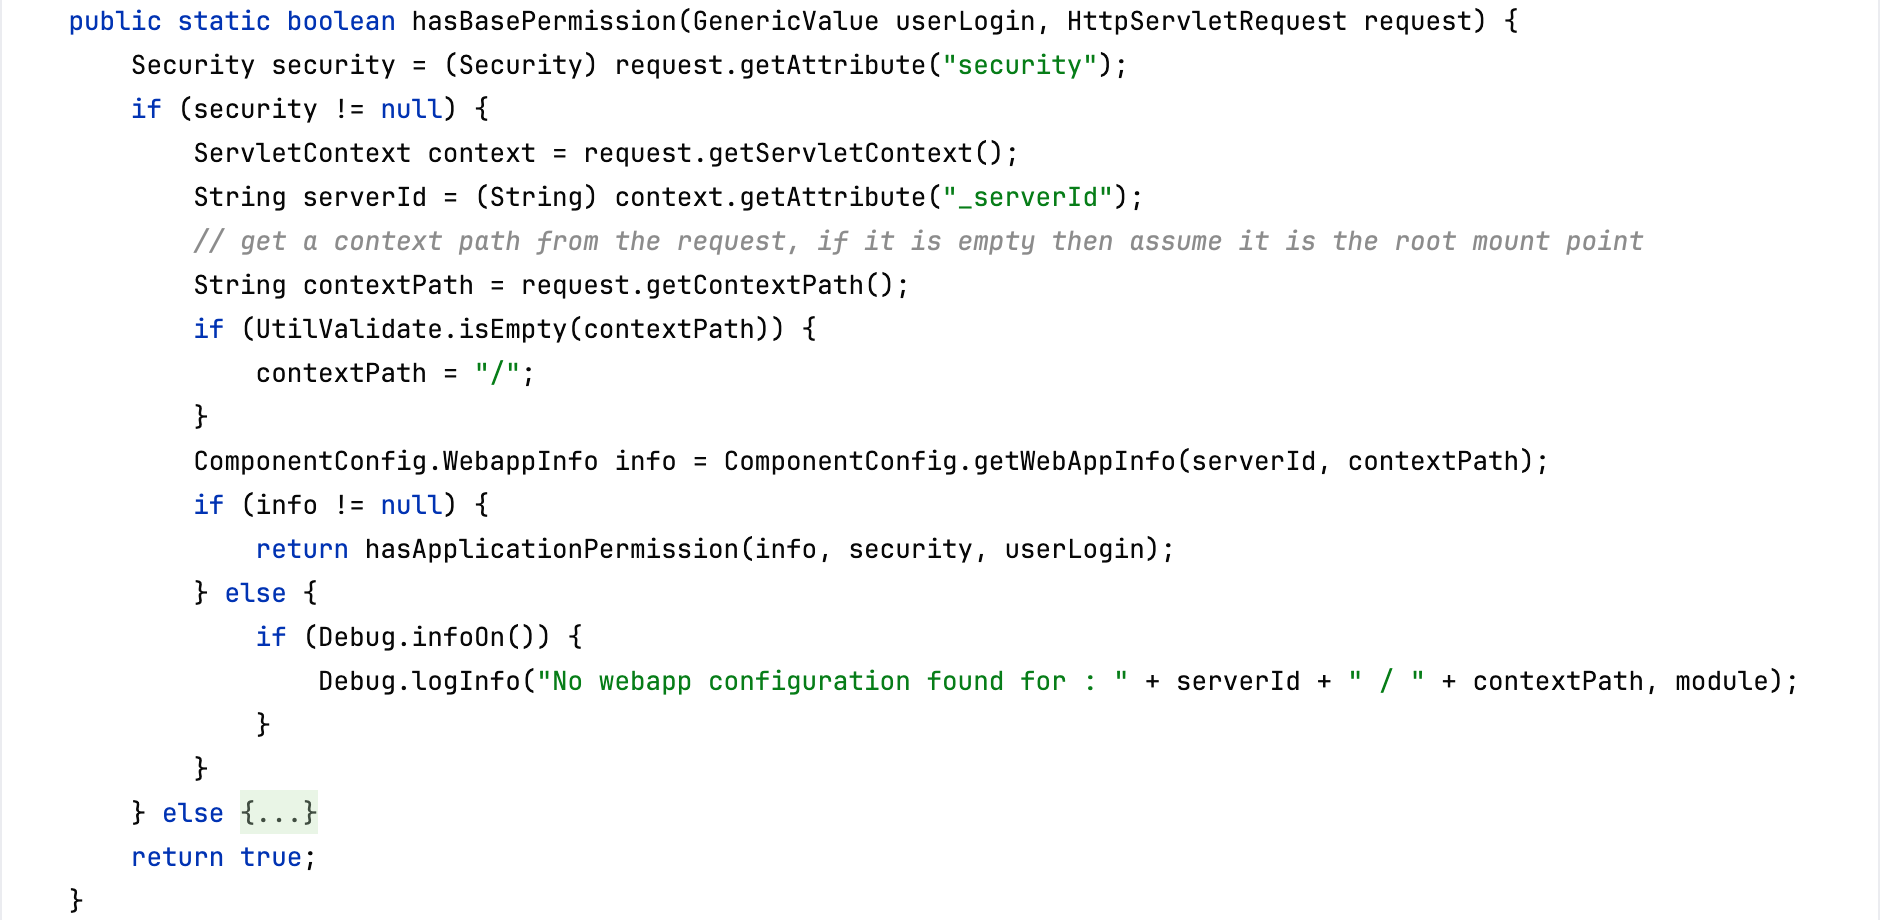 public static boolean hasBasePermission(GenericValue userLogin, HttpServletRequest request) {
    Security security = (Security) request.getAttribute("security");
    if (security != null) {
        ServletContext context = request.getServletContext();
        String serverId = (String) context.getAttribute("_serverId");
        // get a context path from the request, if it is empty then assume it is the root mount point
        String contextPath = request.getContextPath();
        if (UtilValidate.isEmpty(contextPath)) {
            contextPath = "/";
        }
        ComponentConfig.WebappInfo info = ComponentConfig.getWebAppInfo(serverId, contextPath);
        if (info != null) {
            return hasApplicationPermission(info, security, userLogin);
        } else {
            if (Debug.infoOn()) {
                Debug.logInfo("No webapp configuration found for : " + serverId + " / " + contextPath, module);
            }
        }
    } else {...}
    return true;
}